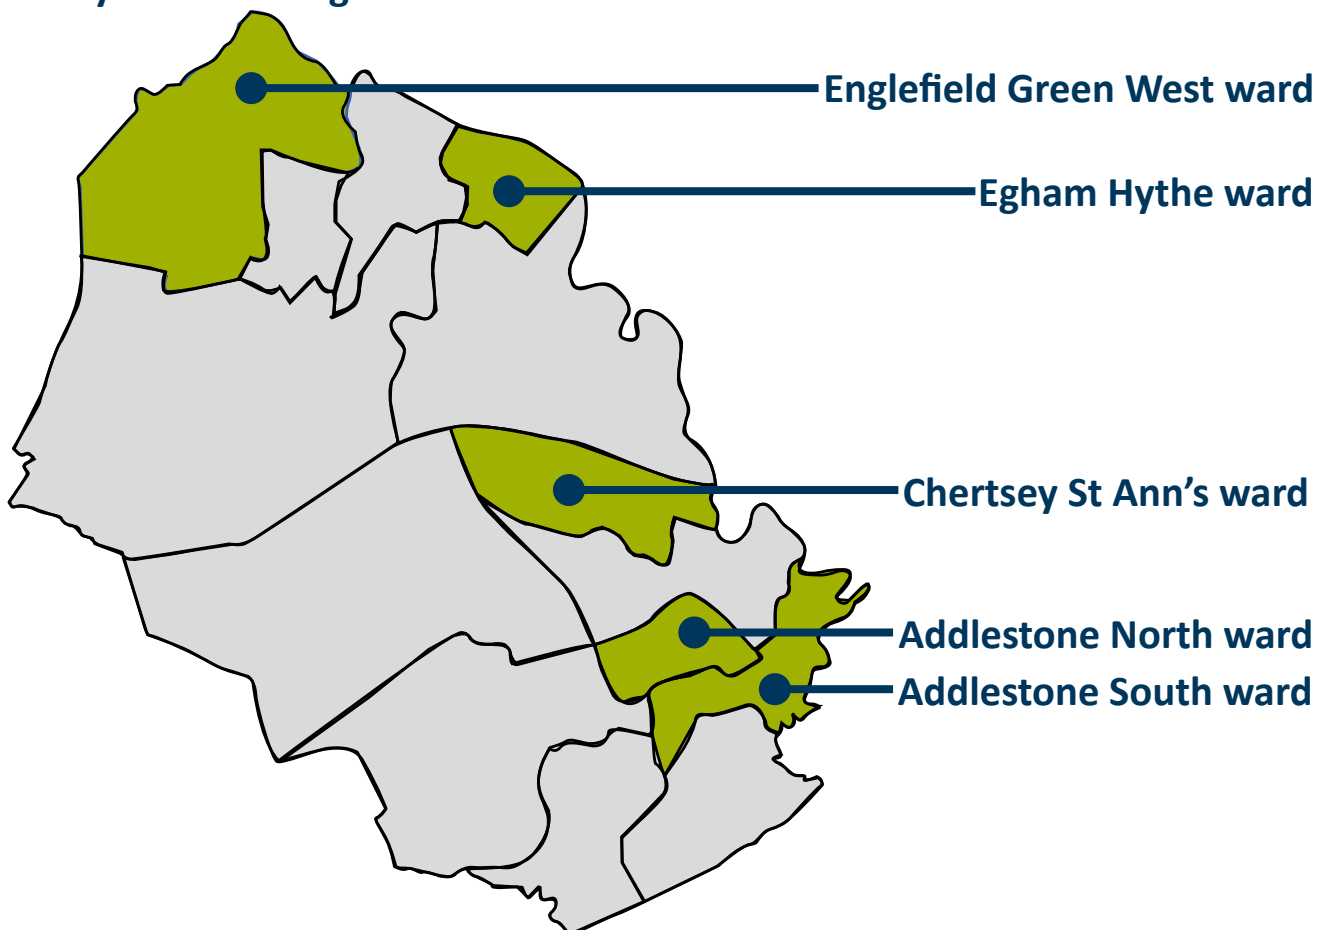 Englefield Green West ward
Egham Hythe ward
Chertsey St Ann’s ward
Addlestone North ward
Addlestone South ward